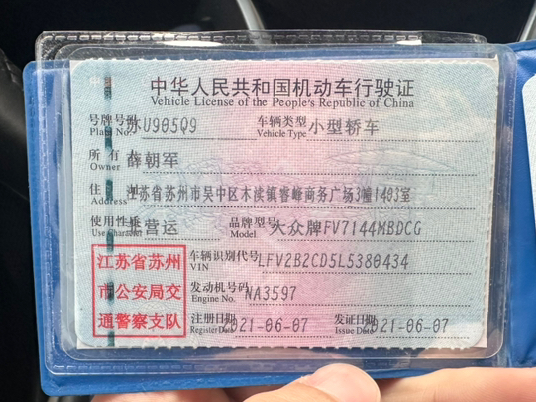 中华人民共和国机动车行驶证
Vehicle License of the People's Republic of China
号牌号码 苏U905Q9 车辆类型 小型轿车
Plate No. Vehicle Type
所有人 薛朝军
Owner
住址 江苏省苏州市吴中区木渎镇睿峰商务广场3幢1403室
Address
使用性质 非营运 品牌型号 大众牌FV7144MBDCG
Use Character Model
江苏省苏州 车辆识别代号 LFV2B2CD5L5380434
VIN
市公安局交 发动机号码 NA3597
Engine No.
通警察支队 注册日期 2021-06-07 发证日期 2021-06-07
Register Date Issue Date